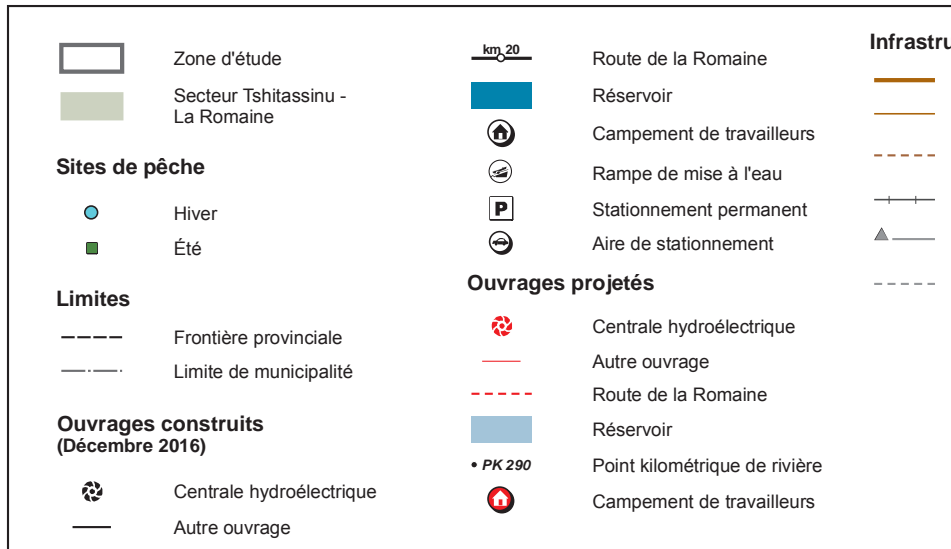 Zone d'étude
Secteur Tshitassinu -
La Romaine
Sites de pêche
Hiver
Été
Limites
Frontière provinciale
Limite de municipalité
Ouvrages construits
(Décembre 2016)
Centrale hydroélectrique
Autre ouvrage
km 20
Route de la Romaine
Réservoir
Campement de travailleurs
Rampe de mise à l'eau
P
Stationnement permanent
Aire de stationnement
Ouvrages projetés
Centrale hydroélectrique
Autre ouvrage
Route de la Romaine
Réservoir
• PK 290
Point kilométrique de rivière
Campement de travailleurs